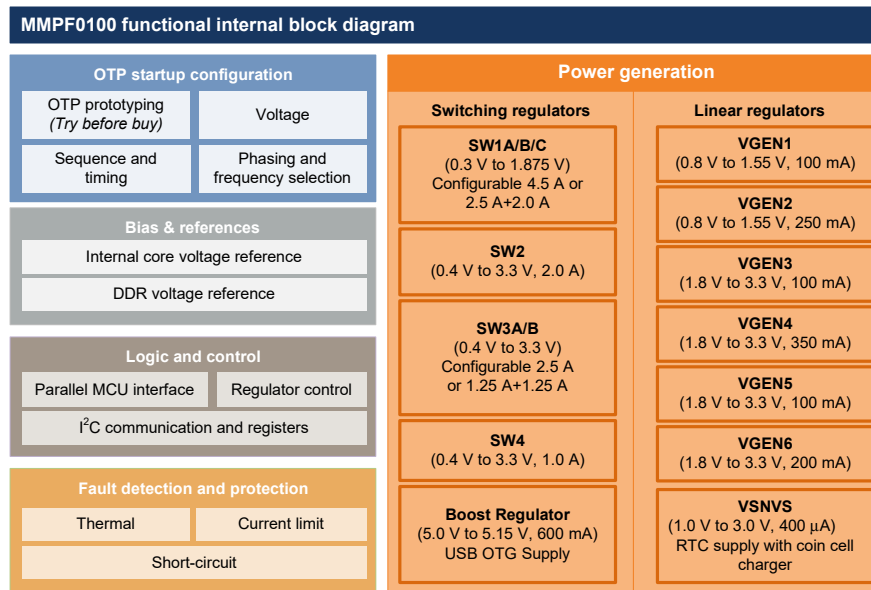 MMPF0100 functional internal block diagram
OTP startup configuration
OTP prototyping
(Try before buy)
Voltage
Sequence and
timing
Phasing and
frequency selection
Bias & references
Internal core voltage reference
DDR voltage reference
Logic and control
Parallel MCU interface
Regulator control
I²C communication and registers
Fault detection and protection
Thermal
Current limit
Short-circuit
Power generation
Switching regulators
SW1A/B/C
(0.3 V to 1.875 V)
Configurable 4.5 A or
2.5 A+2.0 A
SW2
(0.4 V to 3.3 V, 2.0 A)
SW3A/B
(0.4 V to 3.3 V)
Configurable 2.5 A
or 1.25 A+1.25 A
SW4
(0.4 V to 3.3 V, 1.0 A)
Boost Regulator
(5.0 V to 5.15 V, 600 mA)
USB OTG Supply
Linear regulators
VGEN1
(0.8 V to 1.55 V, 100 mA)
VGEN2
(0.8 V to 1.55 V, 250 mA)
VGEN3
(1.8 V to 3.3 V, 100 mA)
VGEN4
(1.8 V to 3.3 V, 350 mA)
VGEN5
(1.8 V to 3.3 V, 100 mA)
VGEN6
(1.8 V to 3.3 V, 200 mA)
VSNVS
(1.0 V to 3.0 V, 400 μA)
RTC supply with coin cell
charger